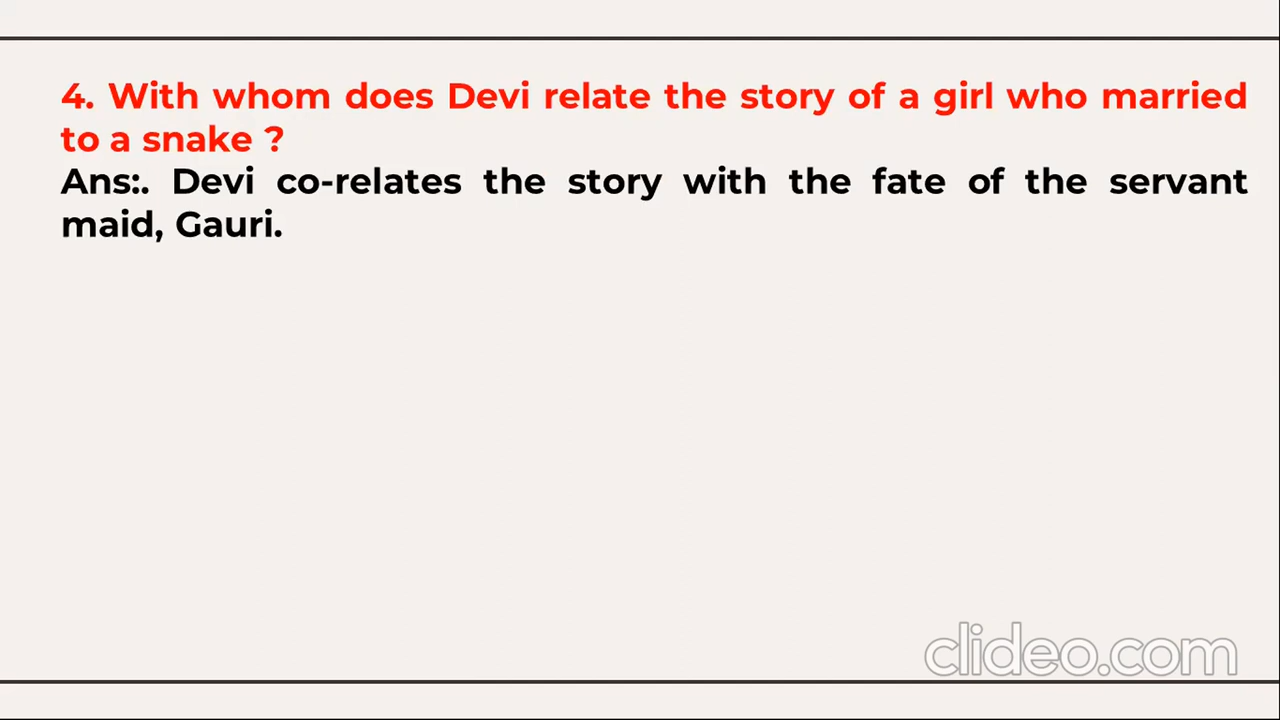 4. With whom does Devi relate the story of a girl who married
to a snake ?
Ans:. Devi co-relates the story with the fate of the servant
maid, Gauri.
clideo.com